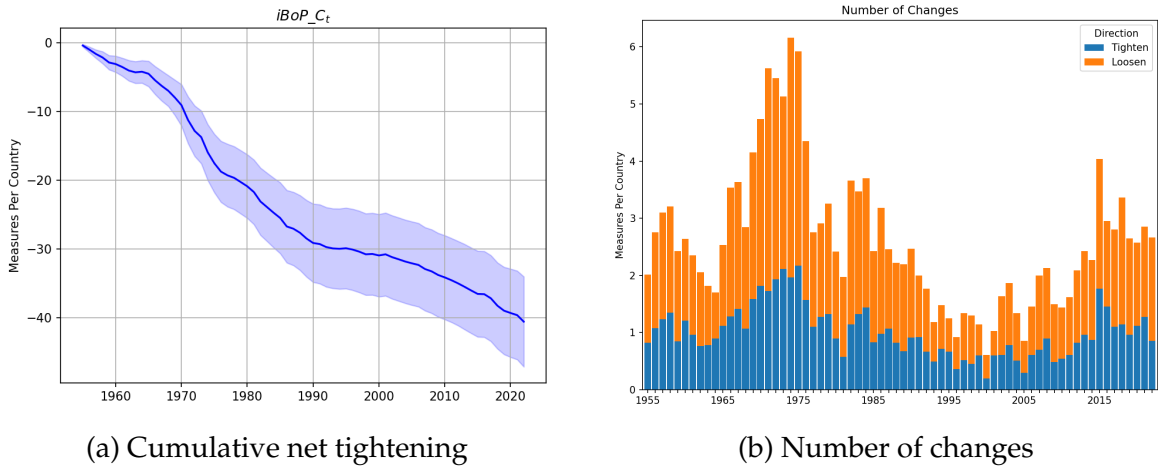 iBoP_C_t
Measures Per Country
0
−10
−20
−30
−40
1960 1970 1980 1990 2000 2010 2020
(a) Cumulative net tightening
Number of Changes
Measures Per Country
6
5
4
3
2
1
0
1955 1965 1975 1985 1995 2005 2015
Direction
Tighten
Loosen
(b) Number of changes